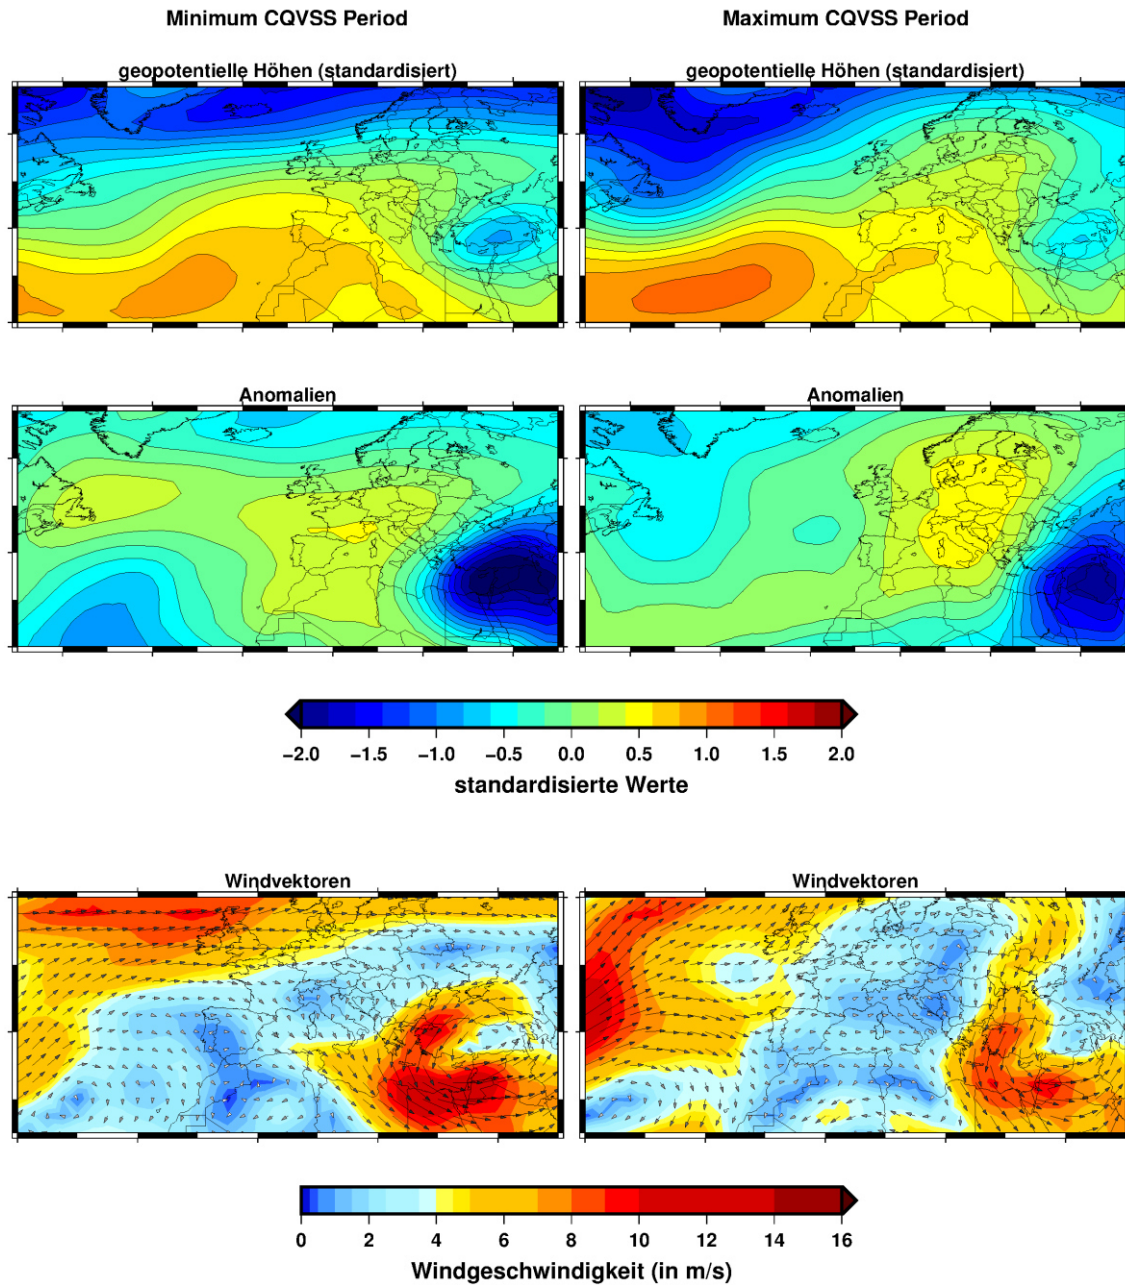 Minimum CQVSS Period
Maximum CQVSS Period
geopotentielle Höhen (standardisiert)
geopotentielle Höhen (standardisiert)
Anomalien
Anomalien
−2.0 −1.5 −1.0 −0.5 0.0 0.5 1.0 1.5 2.0
standardisierte Werte
Windvektoren
Windvektoren
0 2 4 6 8 10 12 14 16
Windgeschwindigkeit (in m/s)